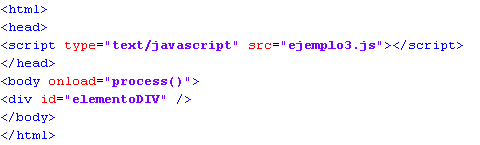 <html>
<head>
<script type="text/javascript" src="ejemplo3.js"></script>
</head>
<body onload="process()">
<div id="elementoDIV" />
</body>
</html>